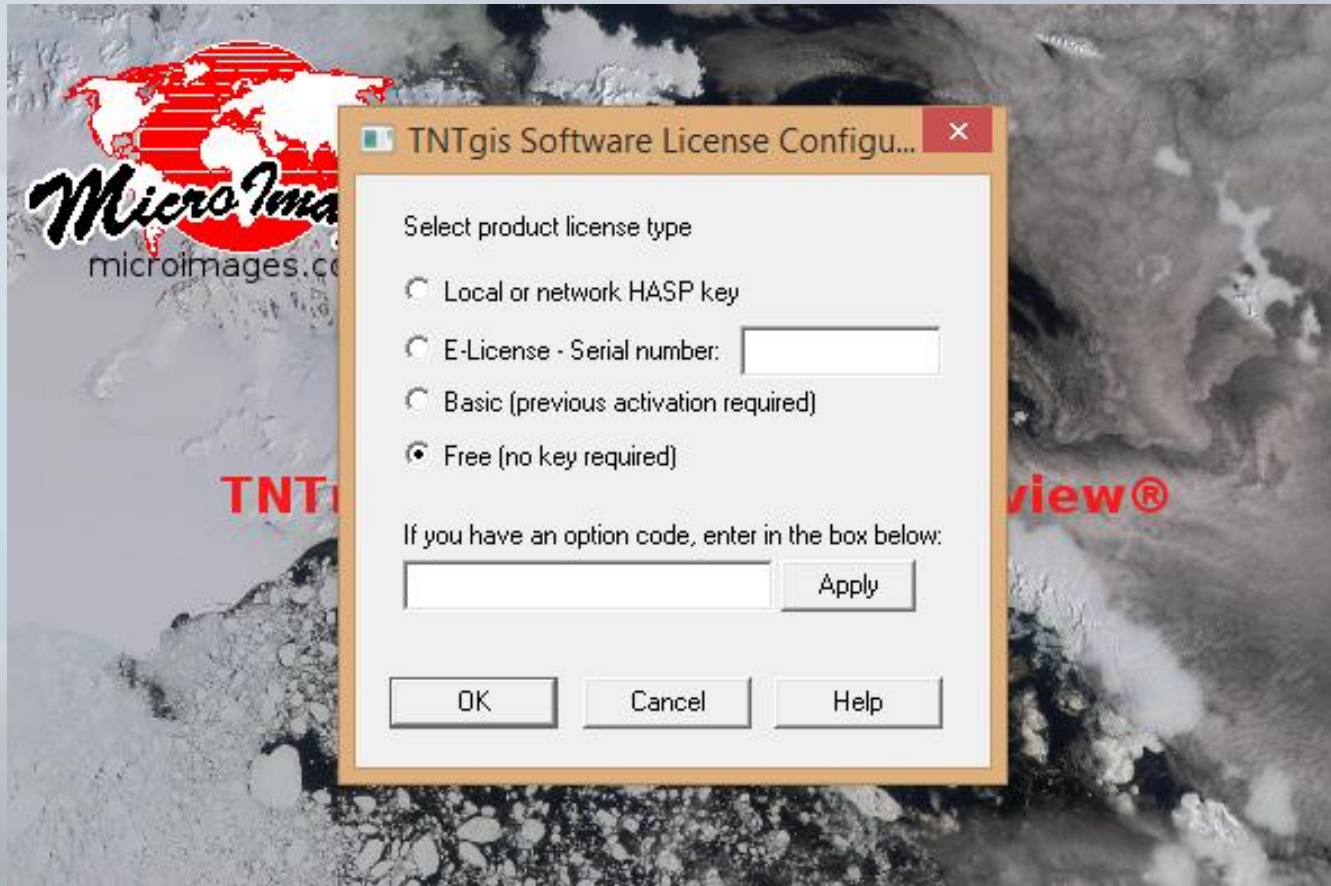 MicroIma
microimages.co
TNTgis Software License Configu...
Select product license type
Local or network HASP key
E-License - Serial number:
Basic (previous activation required)
Free (no key required)
TNT
view®
If you have an option code, enter in the box below:
Apply
OK
Cancel
Help